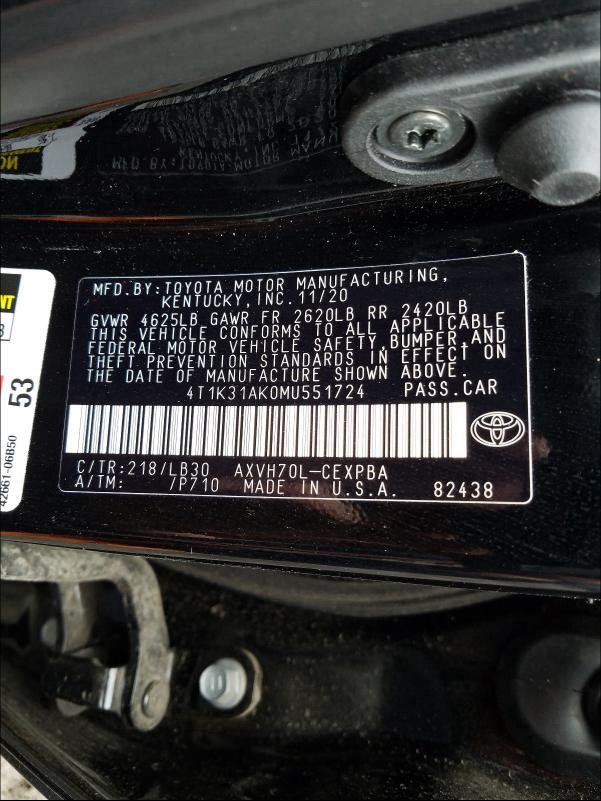 MFD.BY:TOYOTA MOTOR MANUFACTURING,
KENTUCKY, INC. 11/20
GVWR 4625LB GAWR FR 2620LB RR 2420LB
THIS VEHICLE CONFORMS TO ALL APPLICABLE
FEDERAL MOTOR VEHICLE SAFETY, BUMPER, AND
THEFT PREVENTION STANDARDS IN EFFECT ON
THE DATE OF MANUFACTURE SHOWN ABOVE.
4T1K31AK0MU551724 PASS.CAR
C/TR:218/LB30 AXVH70L-CEXPBA
A/TM: /P710 MADE IN U.S.A. 82438
53
42661-06B50